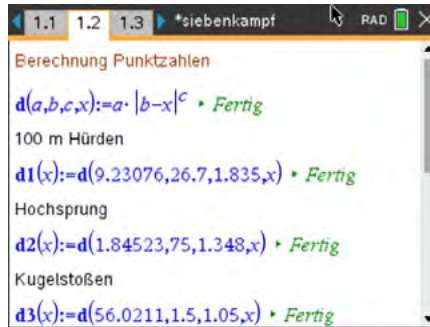 1.1 1.2 1.3 *siebenkampf RAD
Berechnung Punktzahlen
d(a,b,c,x):=a·|b−x|^c ▸ Fertig
100 m Hürden
d1(x):=d(9.23076,26.7,1.835,x) ▸ Fertig
Hochsprung
d2(x):=d(1.84523,75,1.348,x) ▸ Fertig
Kugelstoßen
d3(x):=d(56.0211,1.5,1.05,x) ▸ Fertig